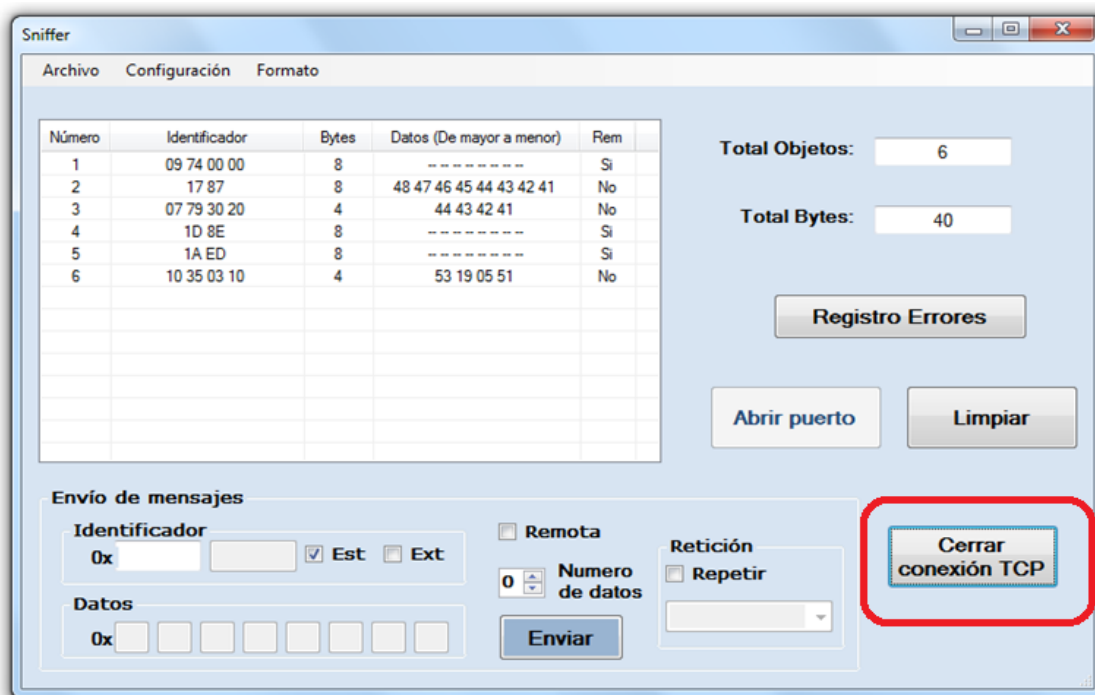 Sniffer
Archivo Configuración Formato
Número Identificador Bytes Datos (De mayor a menor) Rem
1 09 74 00 00 8 -- -- -- -- -- -- -- -- Si
2 17 87 8 48 47 46 45 44 43 42 41 No
3 07 79 30 20 4 44 43 42 41 No
4 1D 8E 8 -- -- -- -- -- -- -- -- Si
5 1A ED 8 -- -- -- -- -- -- -- -- Si
6 10 35 03 10 4 53 19 05 51 No
Total Objetos: 6
Total Bytes: 40
Registro Errores
Abrir puerto Limpiar
Envío de mensajes
Identificador
0x Est Ext
Datos
0x
Remota
0 Numero
de datos
Enviar
Retición
Repetir
Cerrar
conexión TCP